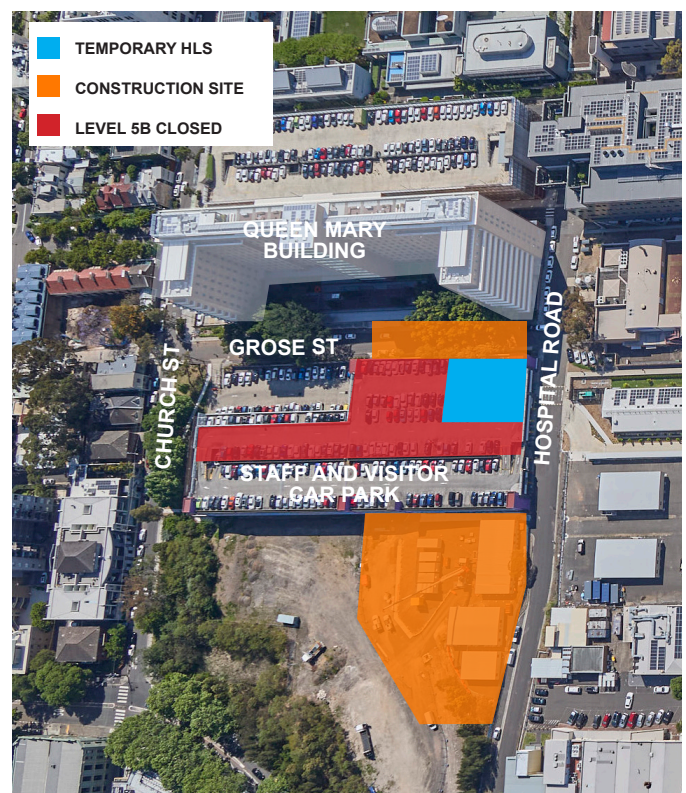 TEMPORARY HLS
CONSTRUCTION SITE
LEVEL 5B CLOSED
QUEEN MARY
BUILDING
GROSE ST
CHURCH ST
HOSPITAL ROAD
STAFF AND VISITOR
CAR PARK